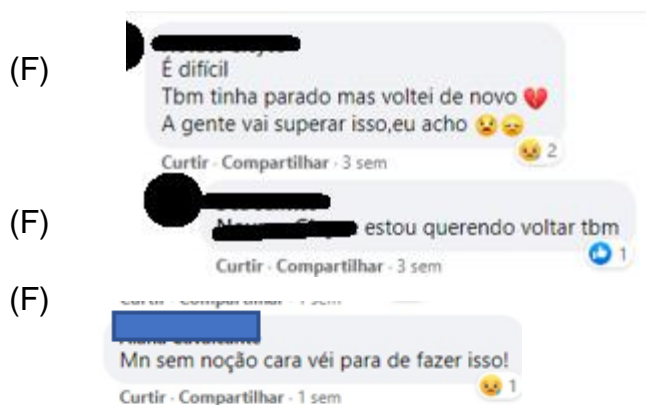 (F)
É difícil
Tbm tinha parado mas voltei de novo 💔
A gente vai superar isso,eu acho 😢😞
😢 2
Curtir · Compartilhar · 3 sem
(F)
estou querendo voltar tbm
1
Curtir · Compartilhar · 3 sem
(F)
Mn sem noção cara véi para de fazer isso!
😢 1
Curtir · Compartilhar · 1 sem